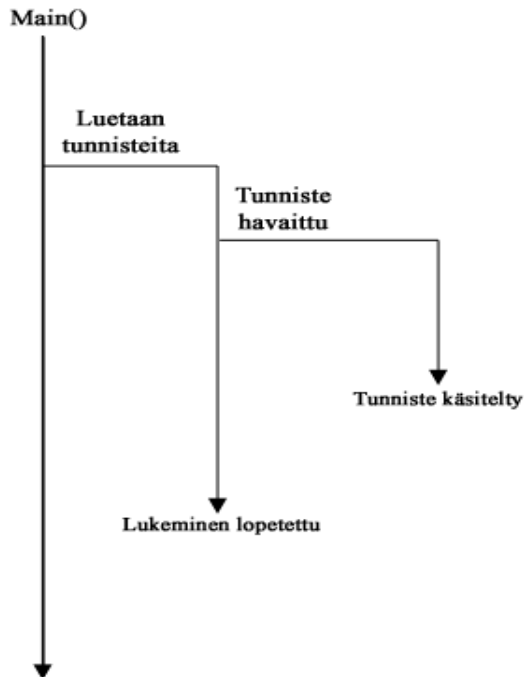 Main()
Luetaan
tunnisteita
Tunniste
havaittu
Tunniste käsitelty
Lukeminen lopetettu